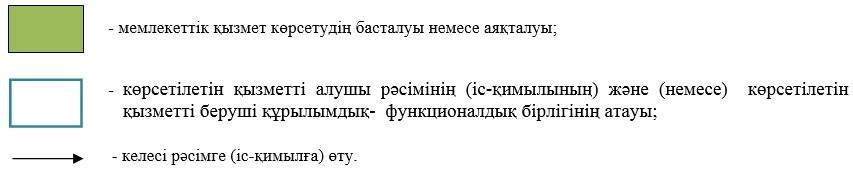 - мемлекеттік қызмет көрсетудің басталуы немесе аяқталуы;
- көрсетілетін қызметті алушы рәсімінің (іс-қимылының) және (немесе) көрсетілетін
қызметті беруші құрылымдық- функционалдық бірлігінің атауы;
- келесі рәсімге (іс-қимылға) өту.